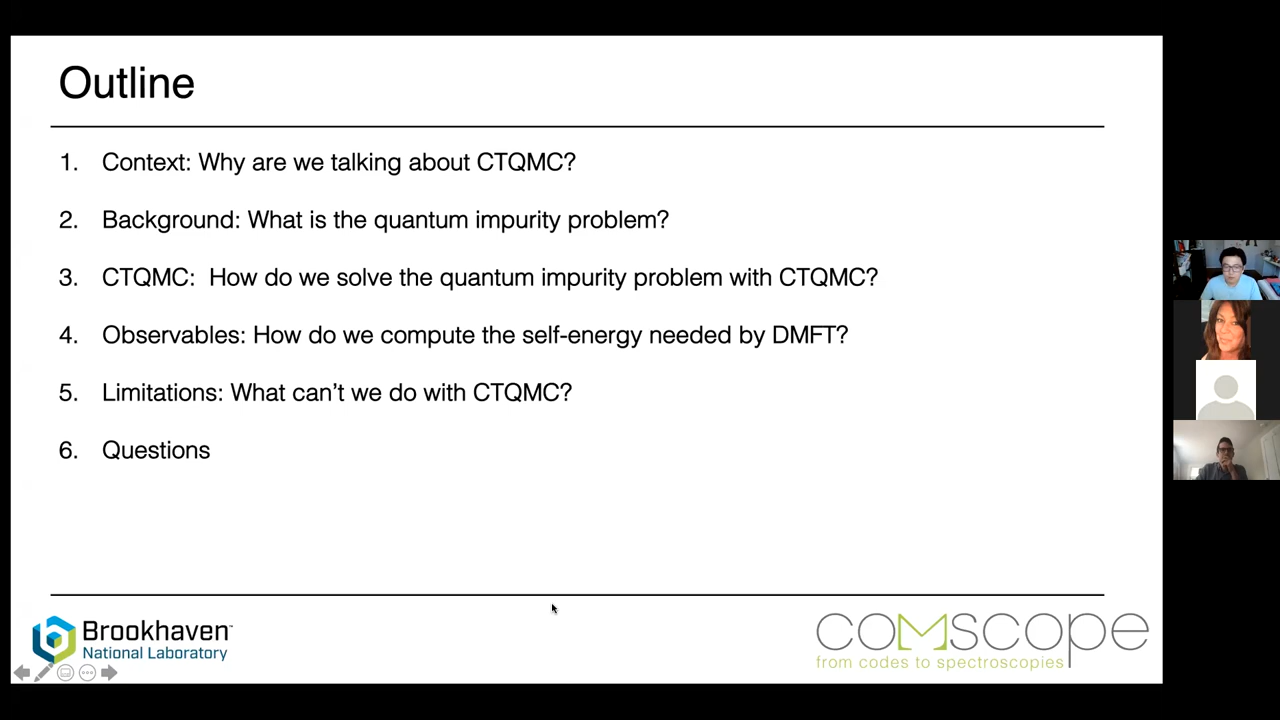 Outline
1. Context: Why are we talking about CTQMC?
2. Background: What is the quantum impurity problem?
3. CTQMC:  How do we solve the quantum impurity problem with CTQMC?
4. Observables: How do we compute the self-energy needed by DMFT?
5. Limitations: What can't we do with CTQMC?
6. Questions
Brookhaven™
National Laboratory
comscope
from codes to spectroscopies